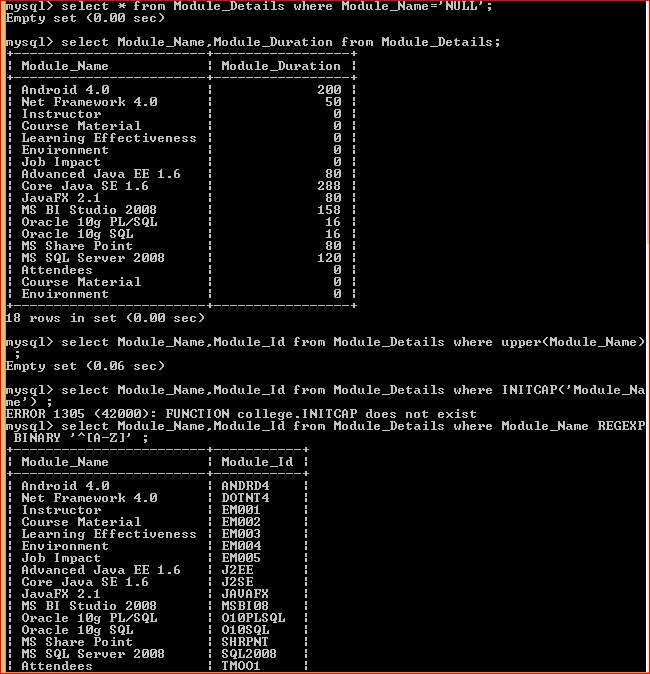 mysql> select * from Module_Details where Module_Name='NULL';
Empty set (0.00 sec)
mysql> select Module_Name,Module_Duration from Module_Details;
+-----------------------+-----------------+
| Module_Name | Module_Duration |
+-----------------------+-----------------+
| Android 4.0 | 200 |
| Net Framework 4.0 | 50 |
| Instructor | 0 |
| Course Material | 0 |
| Learning Effectiveness | 0 |
| Environment | 0 |
| Job Impact | 0 |
| Advanced Java EE 1.6 | 80 |
| Core Java SE 1.6 | 288 |
| JavaFX 2.1 | 80 |
| MS BI Studio 2008 | 158 |
| Oracle 10g PL/SQL | 16 |
| Oracle 10g SQL | 16 |
| MS Share Point | 80 |
| MS SQL Server 2008 | 120 |
| Attendees | 0 |
| Course Material | 0 |
| Environment | 0 |
+-----------------------+-----------------+
18 rows in set (0.00 sec)
mysql> select Module_Name,Module_Id from Module_Details where upper(Module_Name)
;
Empty set (0.06 sec)
mysql> select Module_Name,Module_Id from Module_Details where INITCAP('Module_Na
me') ;
ERROR 1305 (42000): FUNCTION college.INITCAP does not exist
mysql> select Module_Name,Module_Id from Module_Details where Module_Name REGEXP
BINARY '^[A-Z]' ;
+-----------------------+-----------+
| Module_Name | Module_Id |
+-----------------------+-----------+
| Android 4.0 | ANDRD4 |
| Net Framework 4.0 | DOTNT4 |
| Instructor | EM001 |
| Course Material | EM002 |
| Learning Effectiveness | EM003 |
| Environment | EM004 |
| Job Impact | EM005 |
| Advanced Java EE 1.6 | J2EE |
| Core Java SE 1.6 | J2SE |
| JavaFX 2.1 | JAVAFX |
| MS BI Studio 2008 | MSBI08 |
| Oracle 10g PL/SQL | O10PLSQL |
| Oracle 10g SQL | O10SQL |
| MS Share Point | SHRPNT |
| MS SQL Server 2008 | SQL2008 |
| Attendees | TM001 |